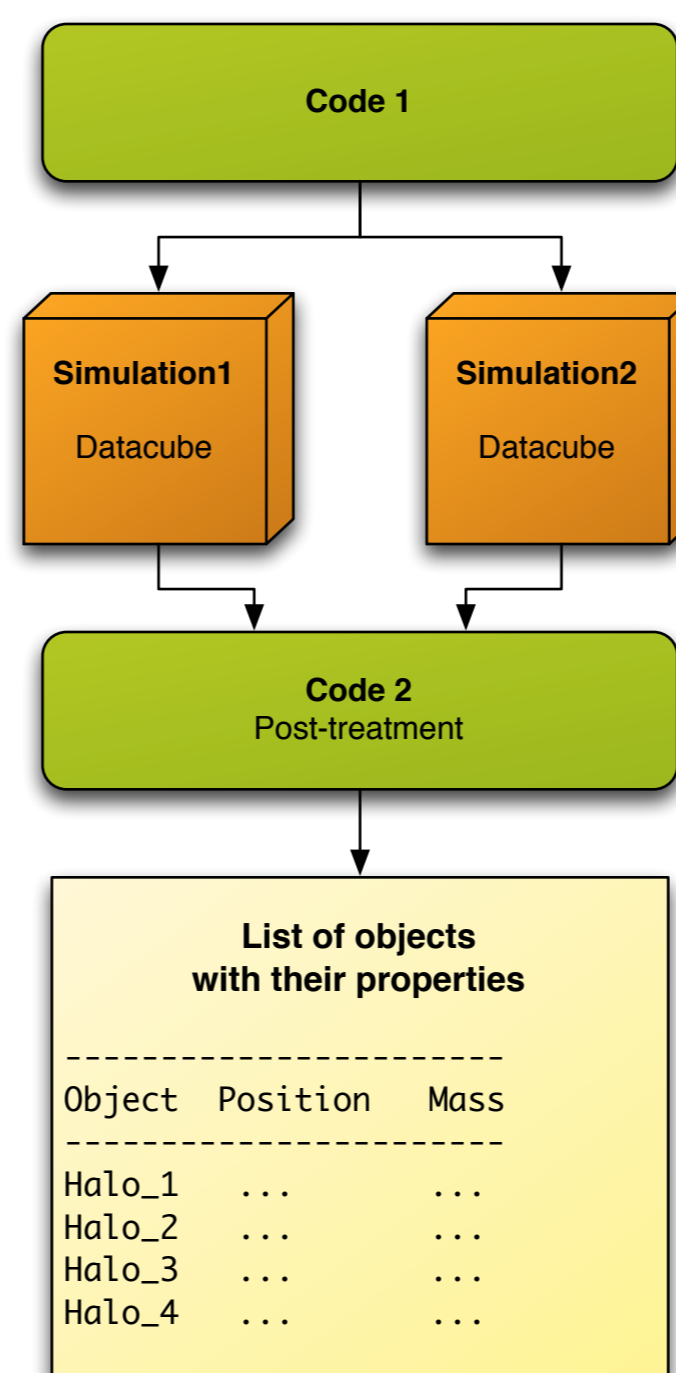 Code 1
Simulation1
Datacube
Simulation2
Datacube
Code 2
Post-treatment
List of objects
with their properties
-----------------------
Object  Position   Mass
-----------------------
Halo_1   ...       ...
Halo_2   ...       ...
Halo_3   ...       ...
Halo_4   ...       ...